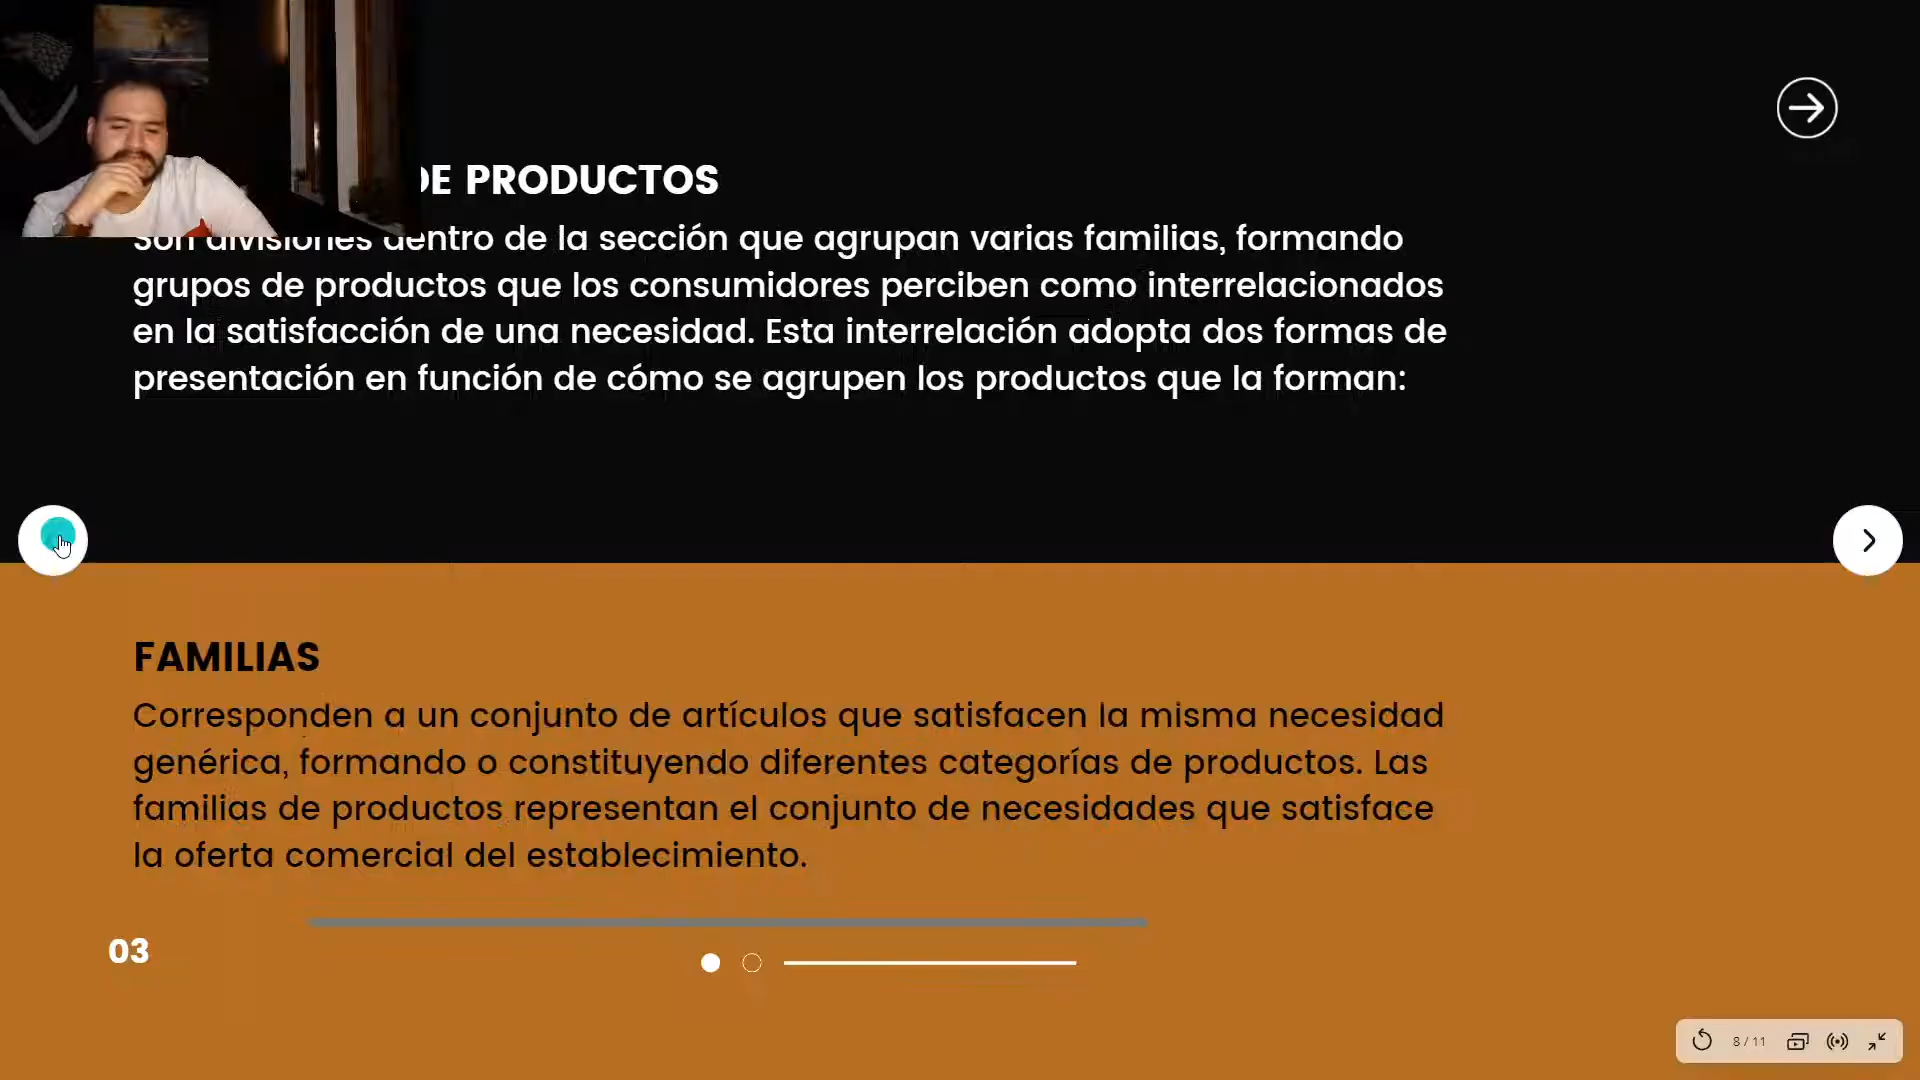 DE PRODUCTOS
Son divisiones dentro de la sección que agrupan varias familias, formando
grupos de productos que los consumidores perciben como interrelacionados
en la satisfacción de una necesidad. Esta interrelación adopta dos formas de
presentación en función de cómo se agrupen los productos que la forman:
FAMILIAS
Corresponden a un conjunto de artículos que satisfacen la misma necesidad
genérica, formando o constituyendo diferentes categorías de productos. Las
familias de productos representan el conjunto de necesidades que satisface
la oferta comercial del establecimiento.
03
8 / 11